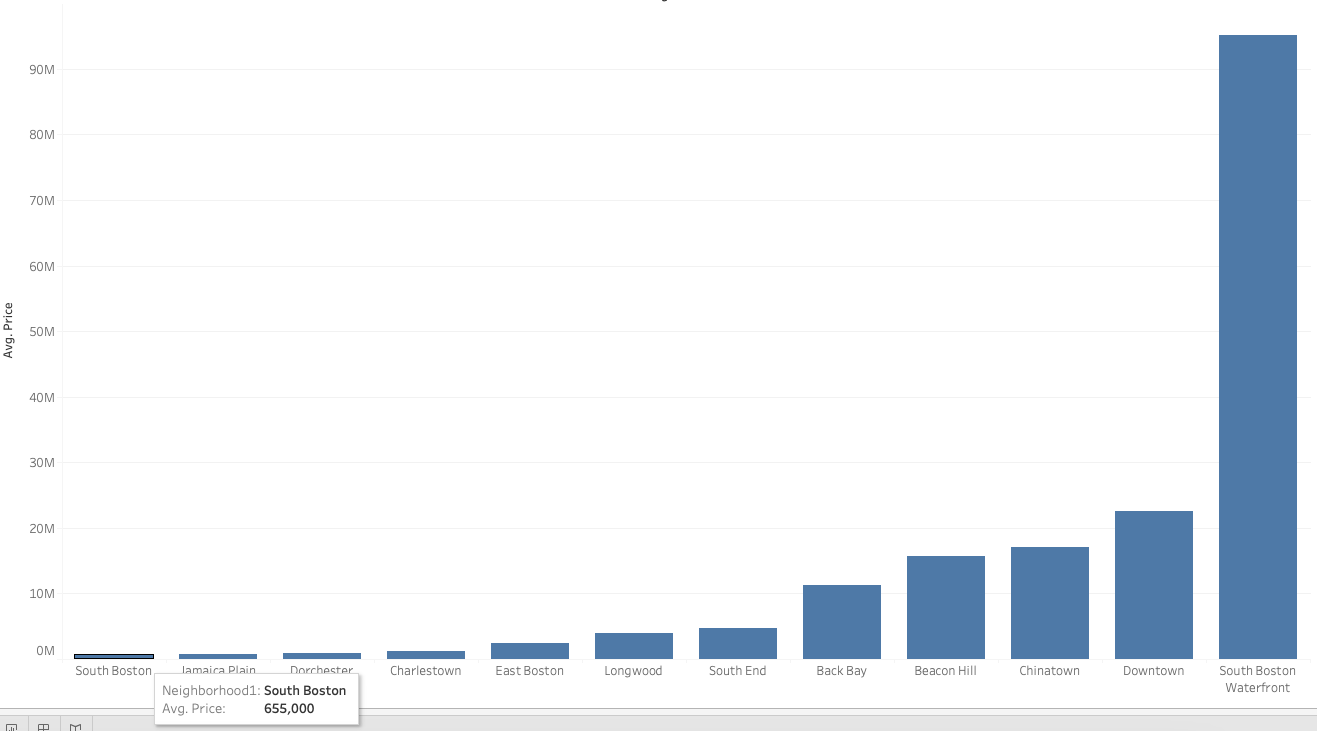 90M
80M
70M
60M
50M
40M
30M
20M
10M
0M
Avg. Price
South Boston
Jamaica Plain
Dorchester
Charlestown
East Boston
Longwood
South End
Back Bay
Beacon Hill
Chinatown
Downtown
South Boston
Waterfront
Neighborhood1: South Boston
Avg. Price: 655,000